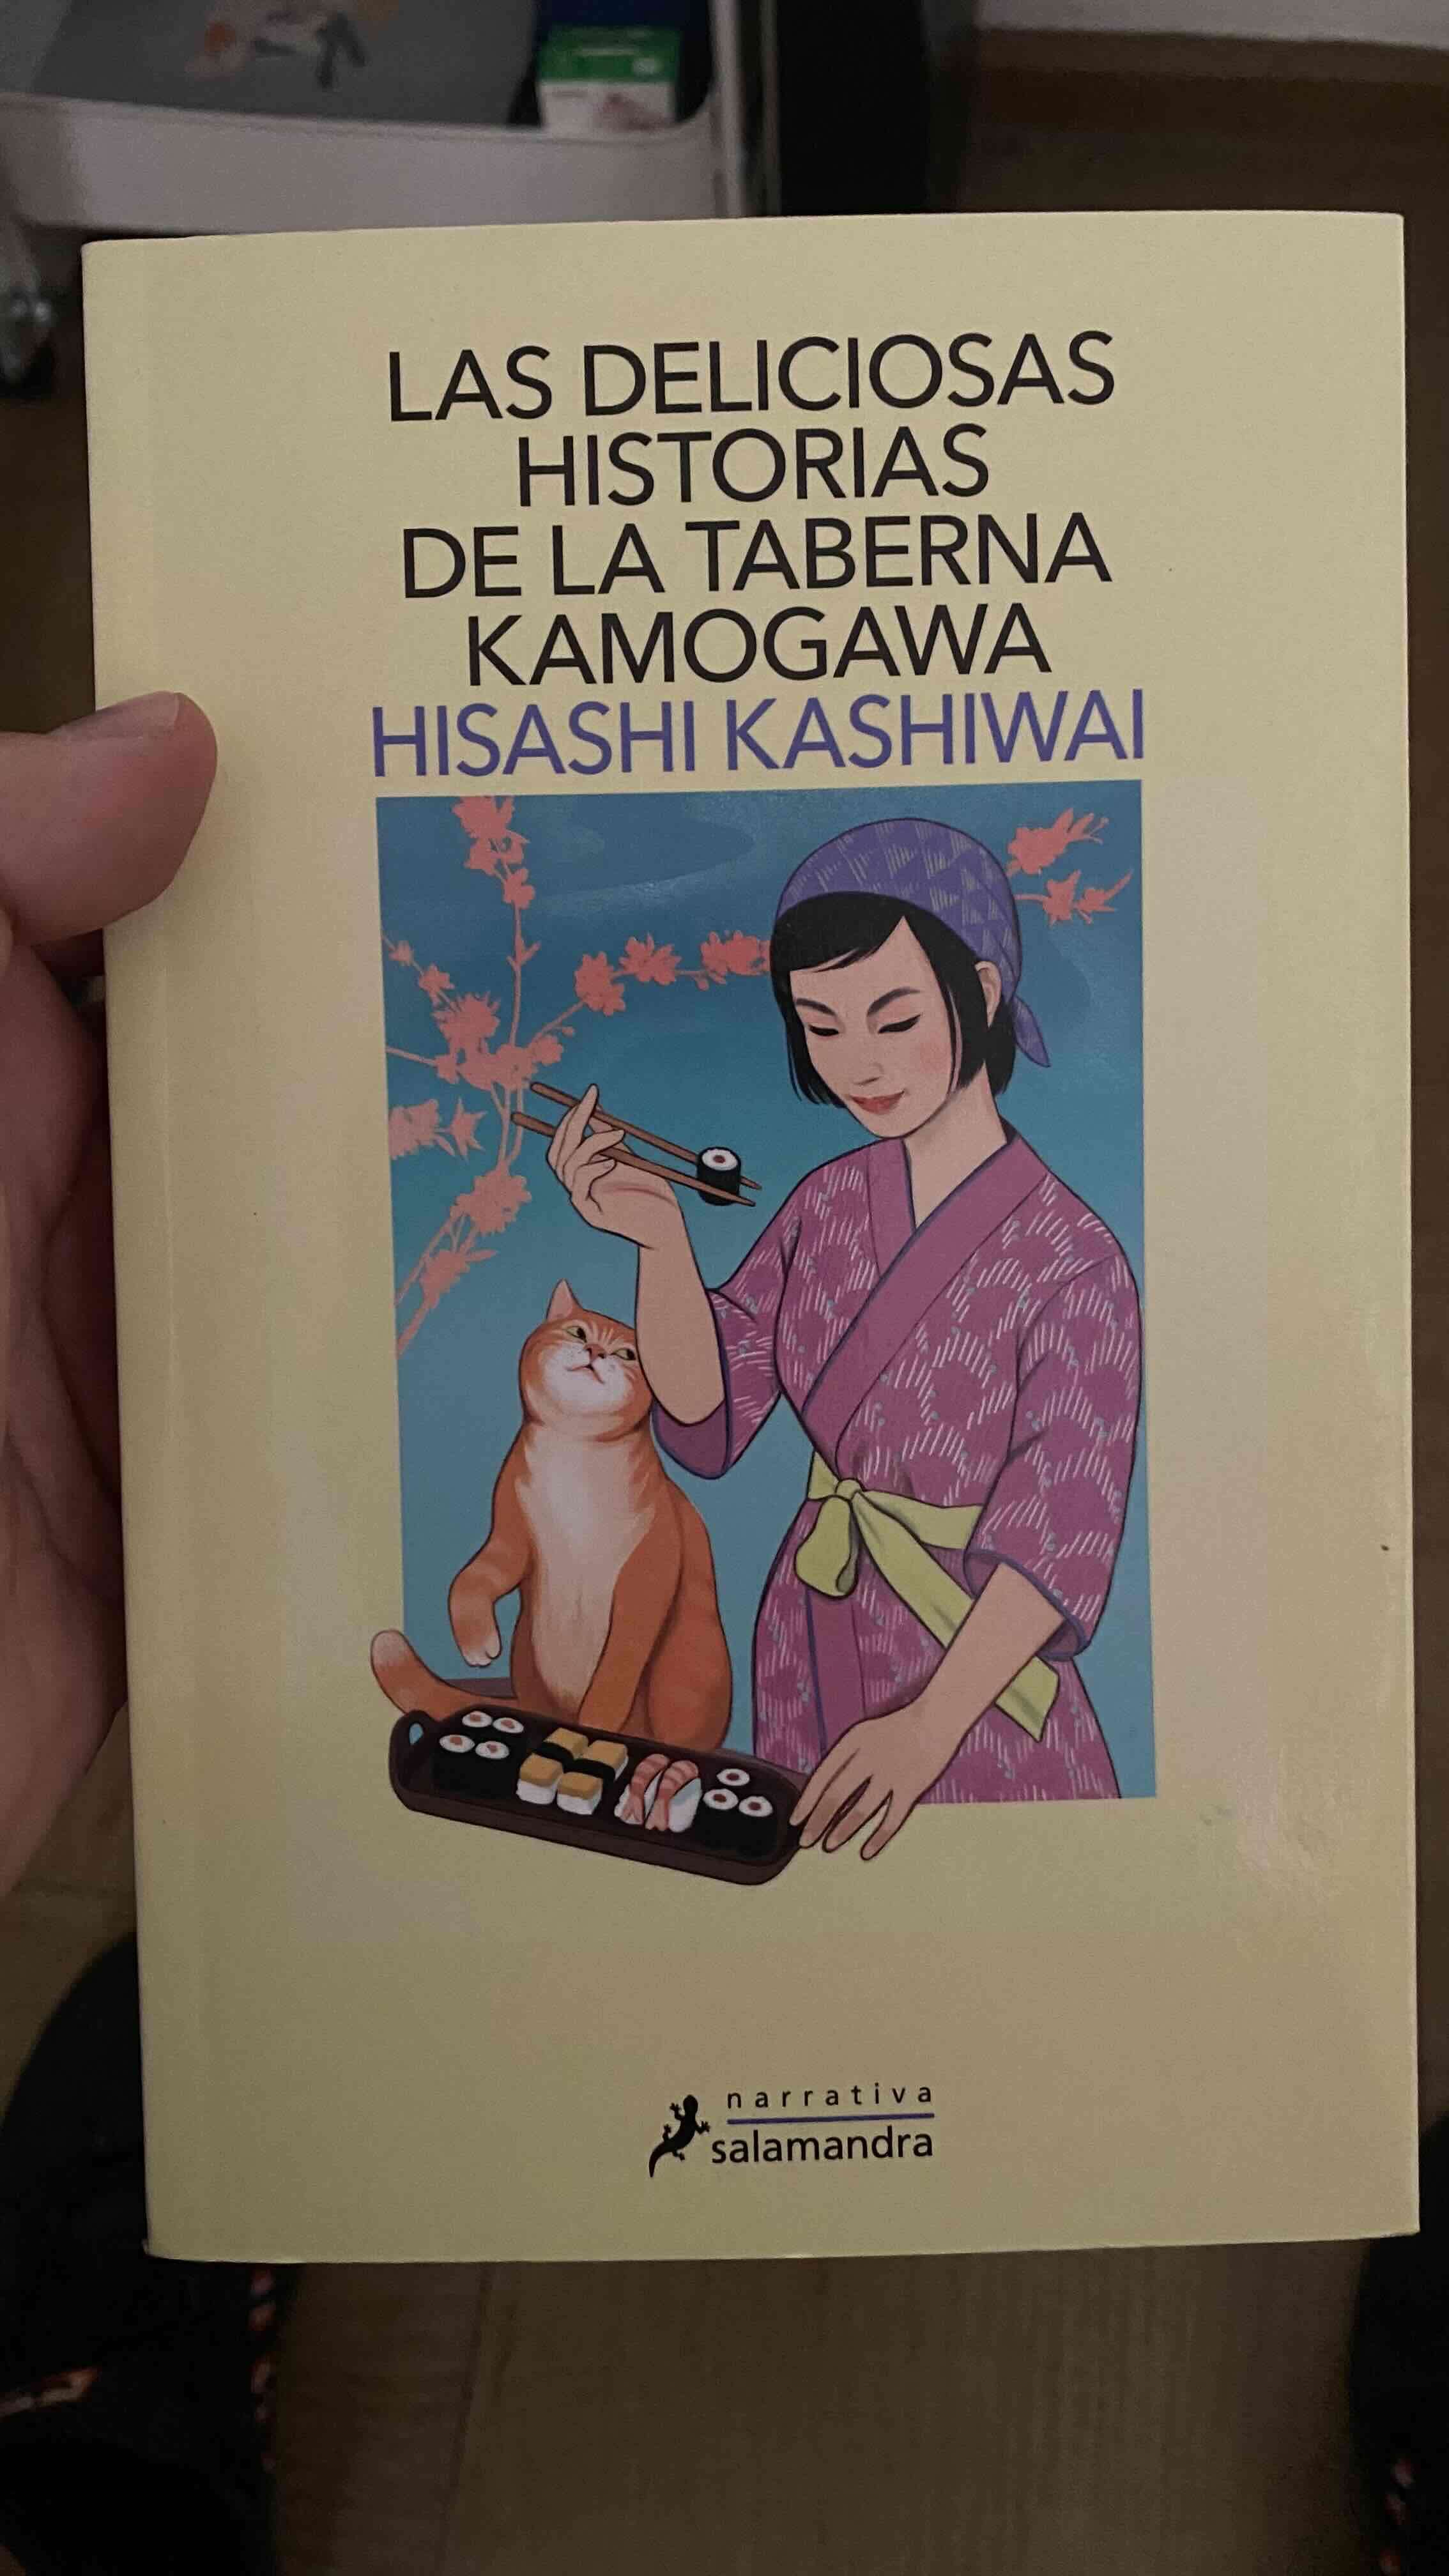 LAS DELICIOSAS
HISTORIAS
DE LA TABERNA
KAMOGAWA
HISASHI KASHIWAI
narrativa
salamandra